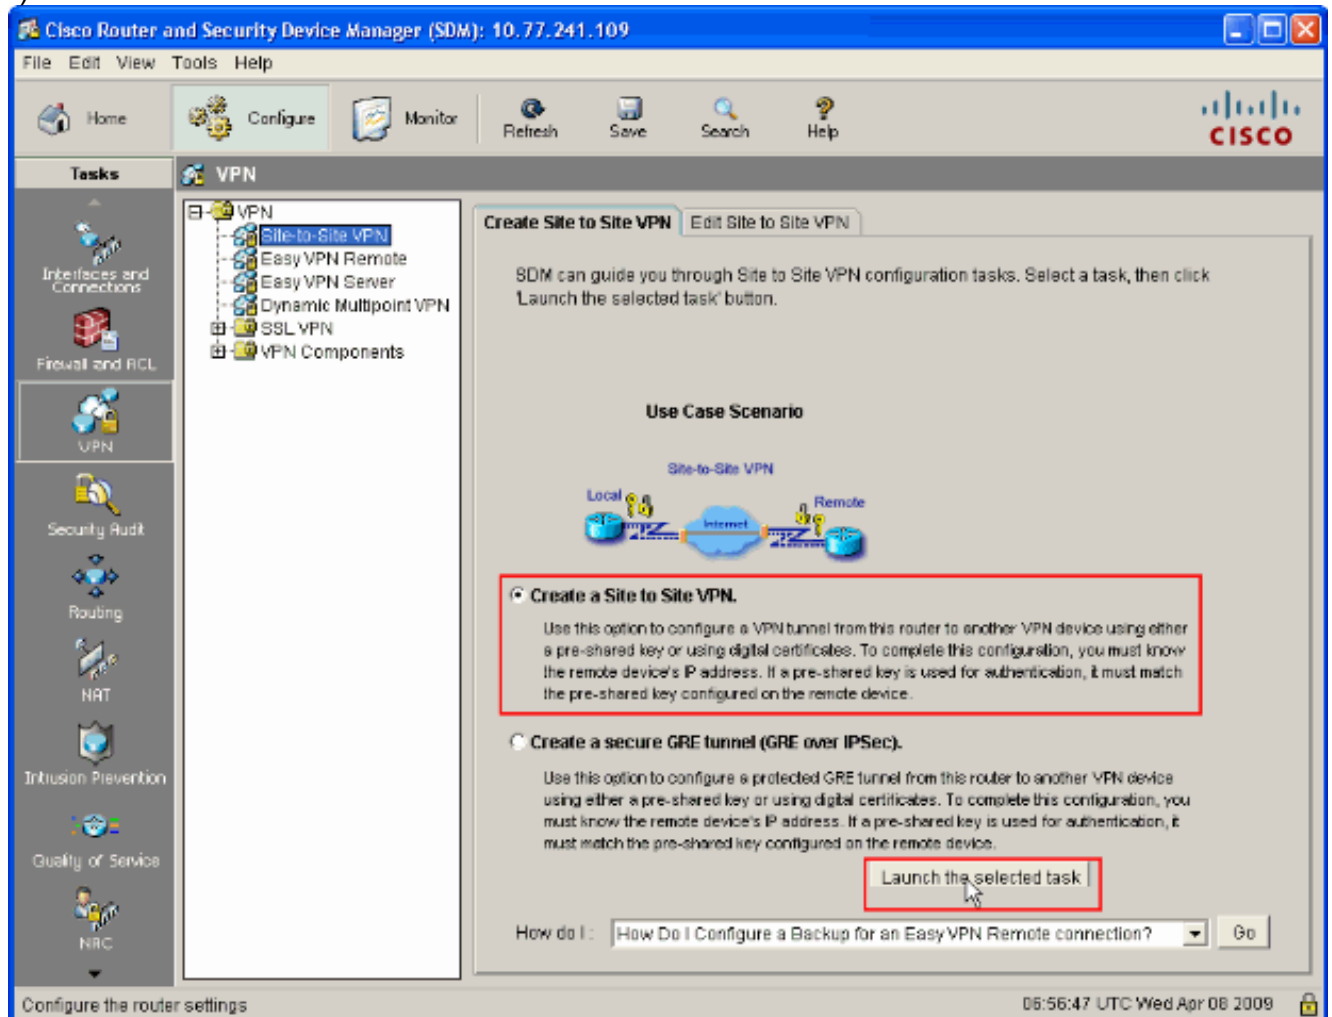 Cisco Router and Security Device Manager (SDM): 10.77.241.109
File Edit View Tools Help
Home Configure Monitor Refresh Save Search Help
CISCO
Tasks
VPN
VPN
Site-to-Site VPN
Easy VPN Remote
Easy VPN Server
Dynamic Multipoint VPN
SSL VPN
VPN Components
Interfaces and
Connections
Firewall and ACL
VPN
Security Audit
Routing
NAT
Intrusion Prevention
Quality of Service
NAC
Create Site to Site VPN Edit Site to Site VPN
SDM can guide you through Site to Site VPN configuration tasks. Select a task, then click
'Launch the selected task' button.
Use Case Scenario
Site-to-Site VPN
Local
Remote
Internet
Create a Site to Site VPN.
Use this option to configure a VPN tunnel from this router to another VPN device using either
a pre-shared key or using digital certificates. To complete this configuration, you must know
the remote device's IP address. If a pre-shared key is used for authentication, it must match
the pre-shared key configured on the remote device.
Create a secure GRE tunnel (GRE over IPSec).
Use this option to configure a protected GRE tunnel from this router to another VPN device
using either a pre-shared key or using digital certificates. To complete this configuration, you
must know the remote device's IP address. If a pre-shared key is used for authentication, it
must match the pre-shared key configured on the remote device.
Launch the selected task
How do I: How Do I Configure a Backup for an Easy VPN Remote connection? Go
Configure the router settings 06:56:47 UTC Wed Apr 08 2009